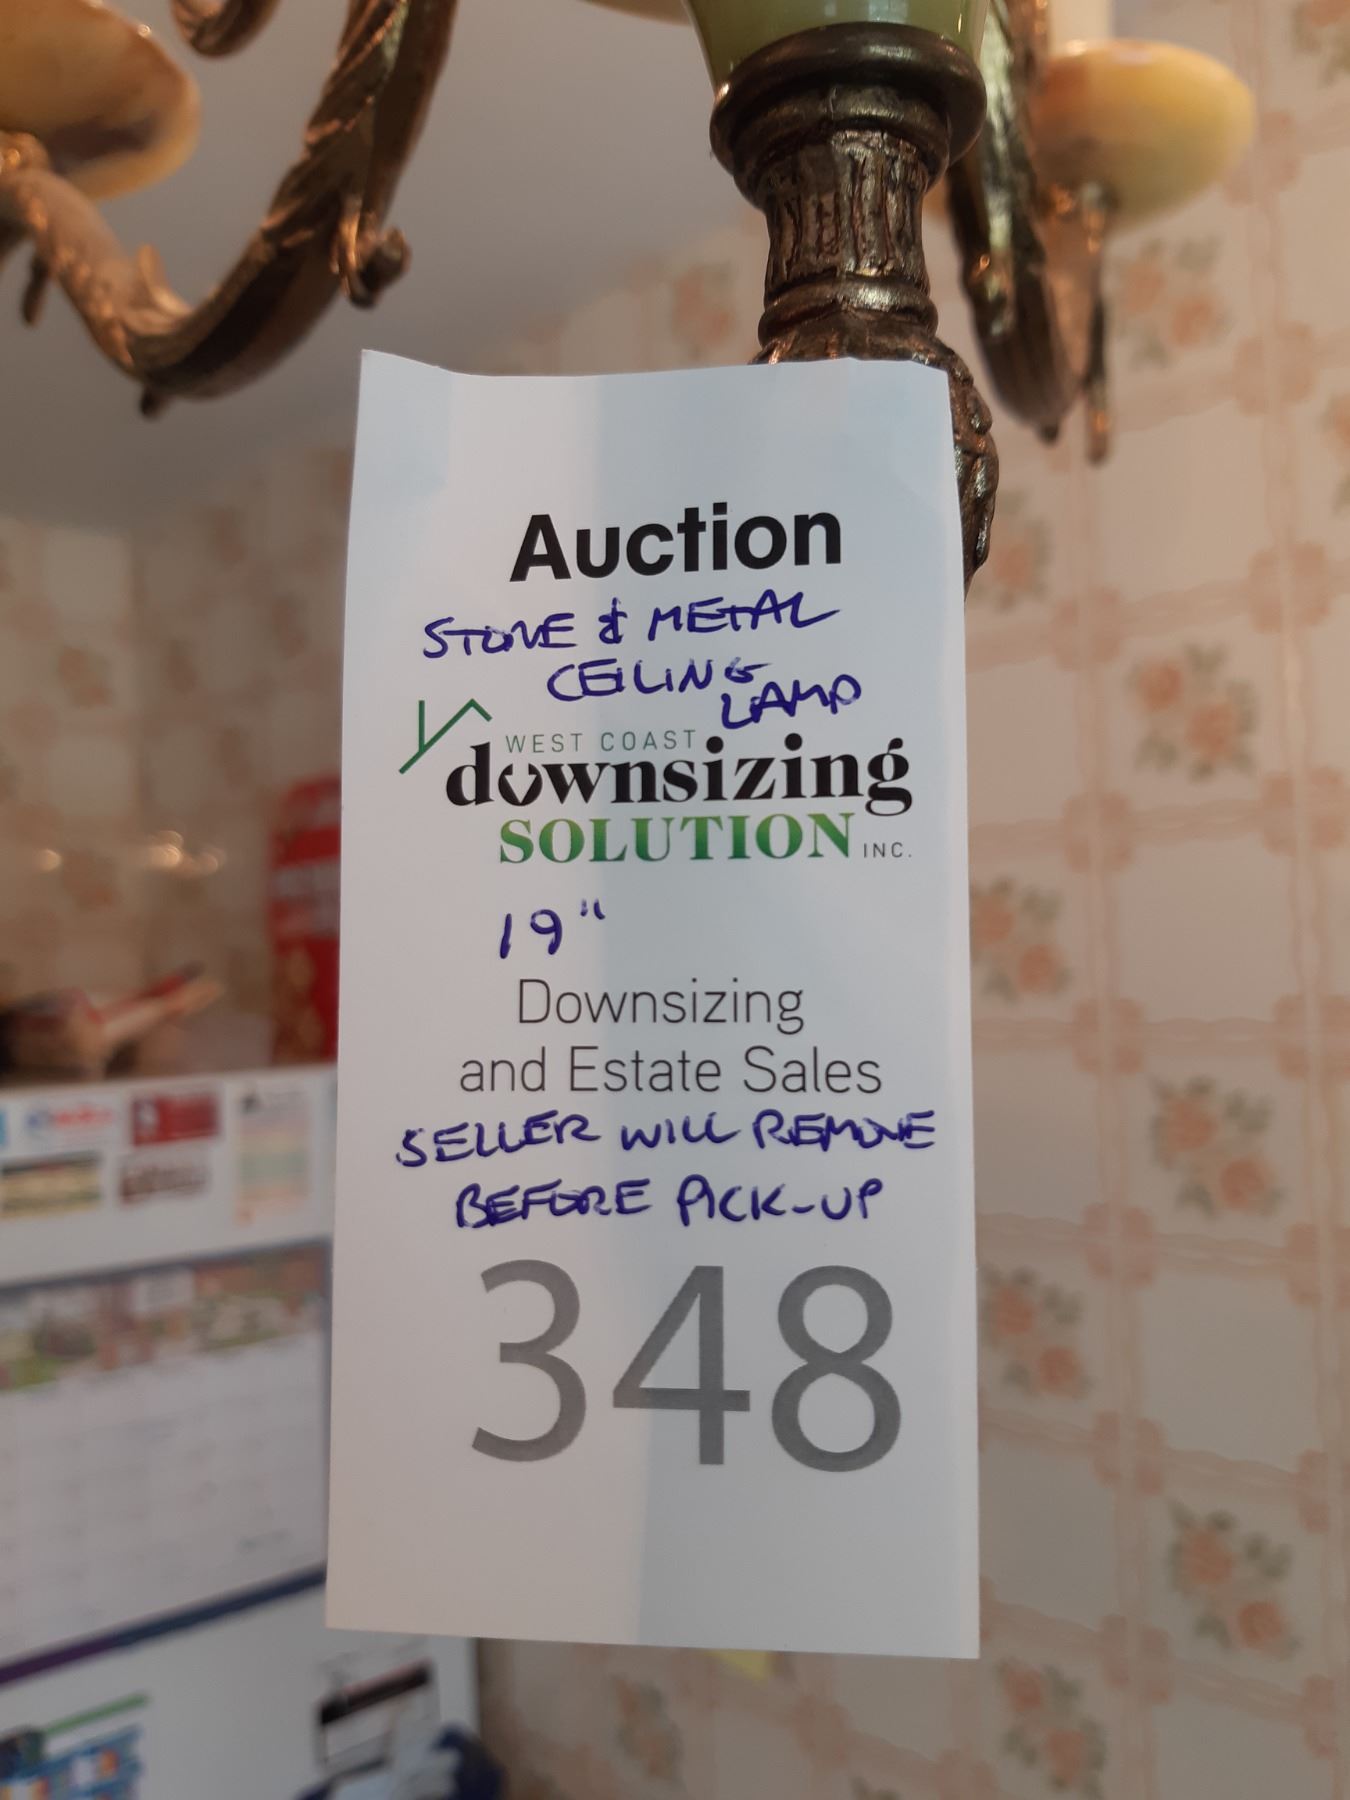 Auction
STONE & METAL
CEILING
LAMP
WEST COAST
downsizing
SOLUTION INC.
19"
Downsizing
and Estate Sales
SELLER WILL REMOVE
BEFORE PICK-UP
348